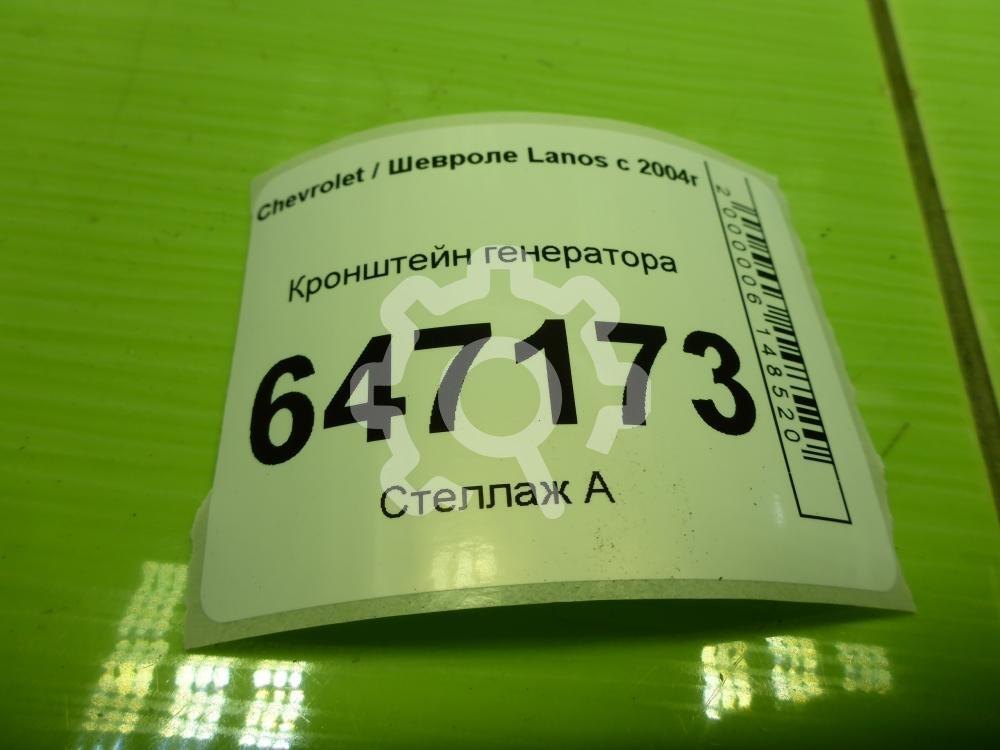 Chevrolet / Шевроле Lanos с 2004г
Кронштейн генератора
647173
Стеллаж А
2000006148520